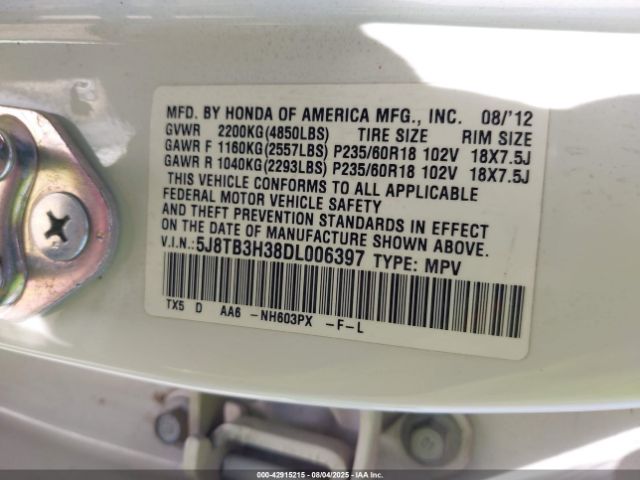 MFD. BY HONDA OF AMERICA MFG., INC. 08/'12
GVWR 2200KG(4850LBS) TIRE SIZE RIM SIZE
GAWR F 1160KG(2557LBS) P235/60R18 102V 18X7.5J
GAWR R 1040KG(2293LBS) P235/60R18 102V 18X7.5J
THIS VEHICLE CONFORMS TO ALL APPLICABLE
FEDERAL MOTOR VEHICLE SAFETY
AND THEFT PREVENTION STANDARDS IN EFFECT
ON THE DATE OF MANUFACTURE SHOWN ABOVE.
V.I.N.:5J8TB3H38DL006397 TYPE: MPV
TX5 D AA6 -NH603PX -F-L
000-42915215 - 08/04/2025 - IAA Inc.